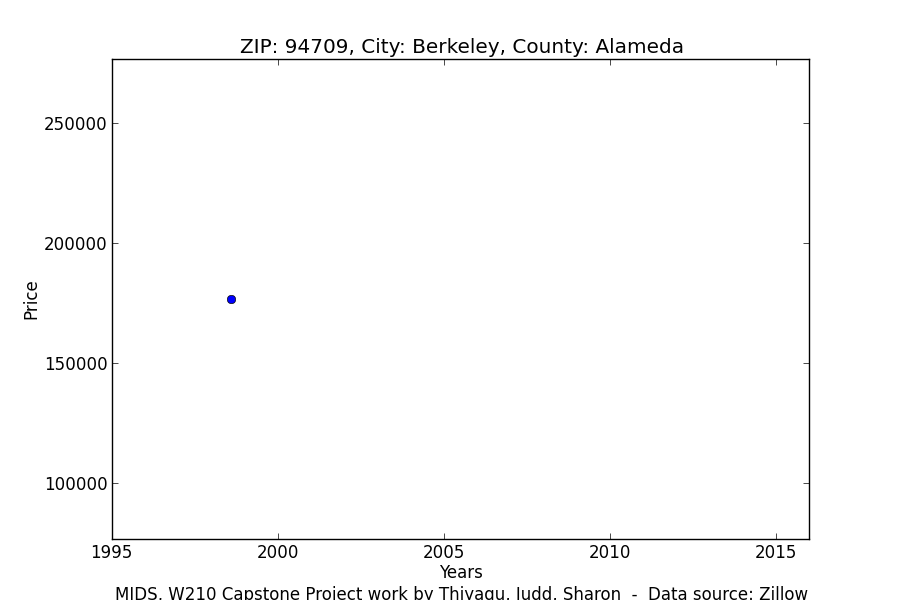 ZIP: 94709, City: Berkeley, County: Alameda
250000
200000
150000
100000
Price
1995 2000 2005 2010 2015
Years
MIDS, W210 Capstone Project work by Thiyagu, Judd, Sharon - Data source: Zillow